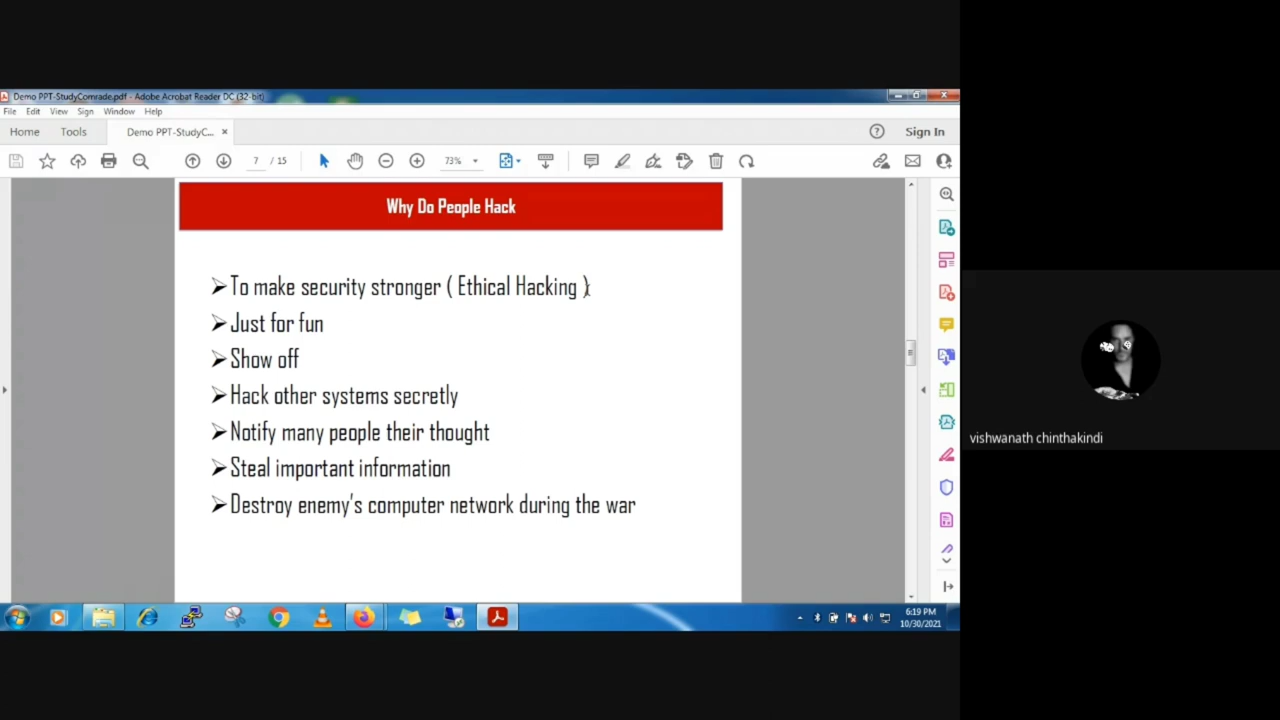 Demo PPT-StudyComrade.pdf - Adobe Acrobat Reader DC (32-bit)
File Edit View Sign Window Help
Home Tools Demo PPT-StudyC... × Sign In
7 / 15 73%
Why Do People Hack
➢To make security stronger ( Ethical Hacking )
➢Just for fun
➢Show off
➢Hack other systems secretly
➢Notify many people their thought
➢Steal important information
➢Destroy enemy's computer network during the war
vishwanath chinthakindi
6:19 PM
10/30/2021